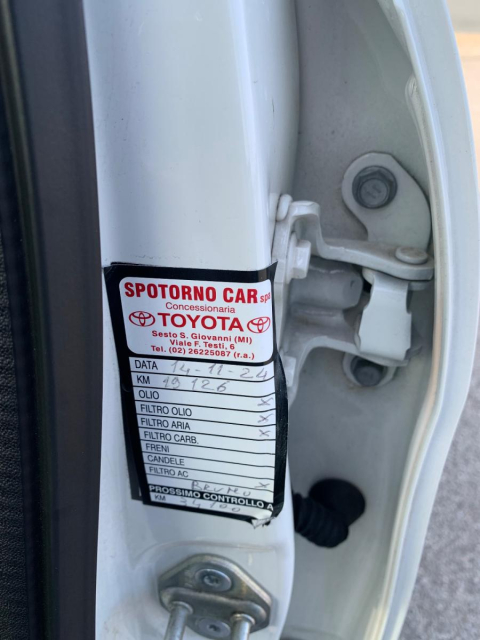 SPOTORNO CAR spa
Concessionaria
TOYOTA
Sesto S. Giovanni (MI)
Viale F. Testi, 6
Tel. (02) 26225087 (r.a.)
DATA 14-11-24
KM 19126
OLIO X
FILTRO OLIO X
FILTRO ARIA X
FILTRO CARB.
FRENI
CANDELE
FILTRO AC X
PROSSIMO CONTROLLO A
KM